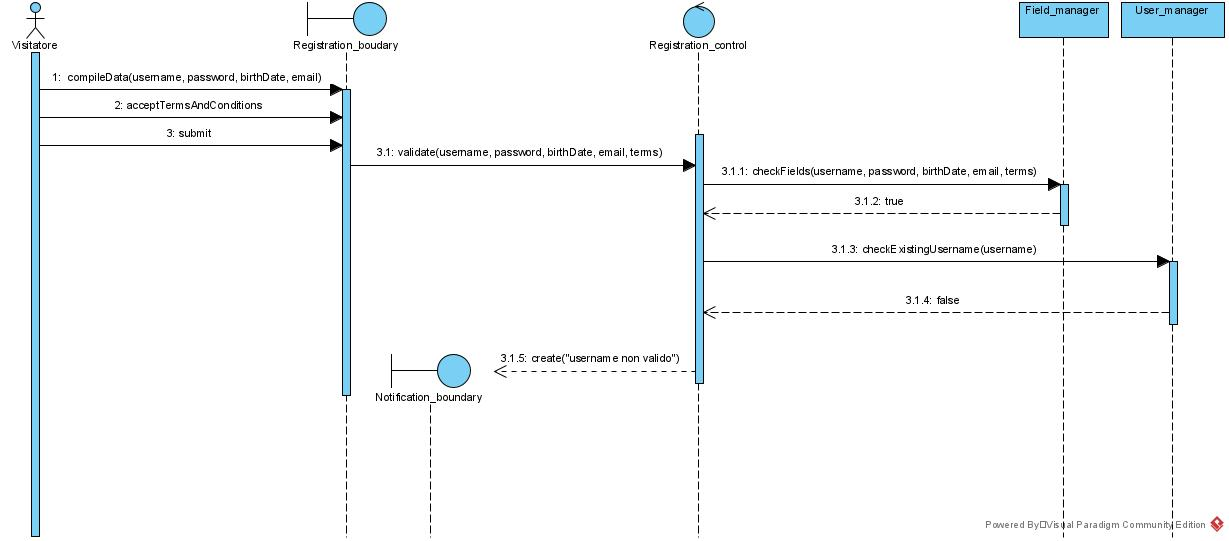 Visitatore
Registration_boudary
Registration_control
Field_manager
User_manager
1: compileData(username, password, birthDate, email)
2: acceptTermsAndConditions
3: submit
3.1: validate(username, password, birthDate, email, terms)
3.1.1: checkFields(username, password, birthDate, email, terms)
3.1.2: true
3.1.3: checkExistingUsername(username)
3.1.4: false
3.1.5: create("username non valido")
Notification_boundary
Powered By Visual Paradigm Community Edition